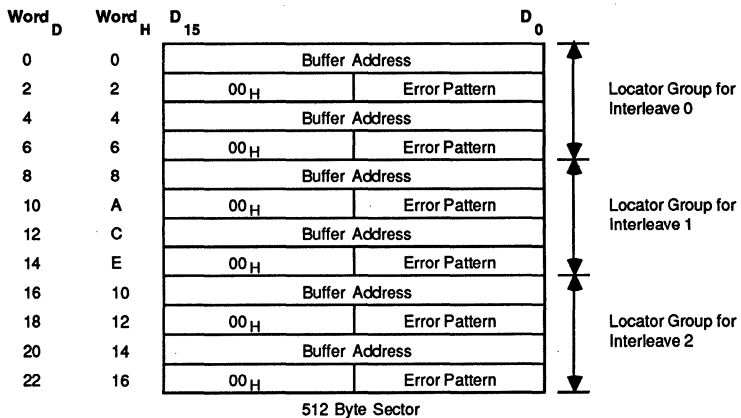 Word D Word H D 15 D 0
0 0 Buffer Address
2 2 00 H Error Pattern
4 4 Buffer Address
6 6 00 H Error Pattern
Locator Group for
Interleave 0
8 8 Buffer Address
10 A 00 H Error Pattern
12 C Buffer Address
14 E 00 H Error Pattern
Locator Group for
Interleave 1
16 10 Buffer Address
18 12 00 H Error Pattern
20 14 Buffer Address
22 16 00 H Error Pattern
Locator Group for
Interleave 2
512 Byte Sector